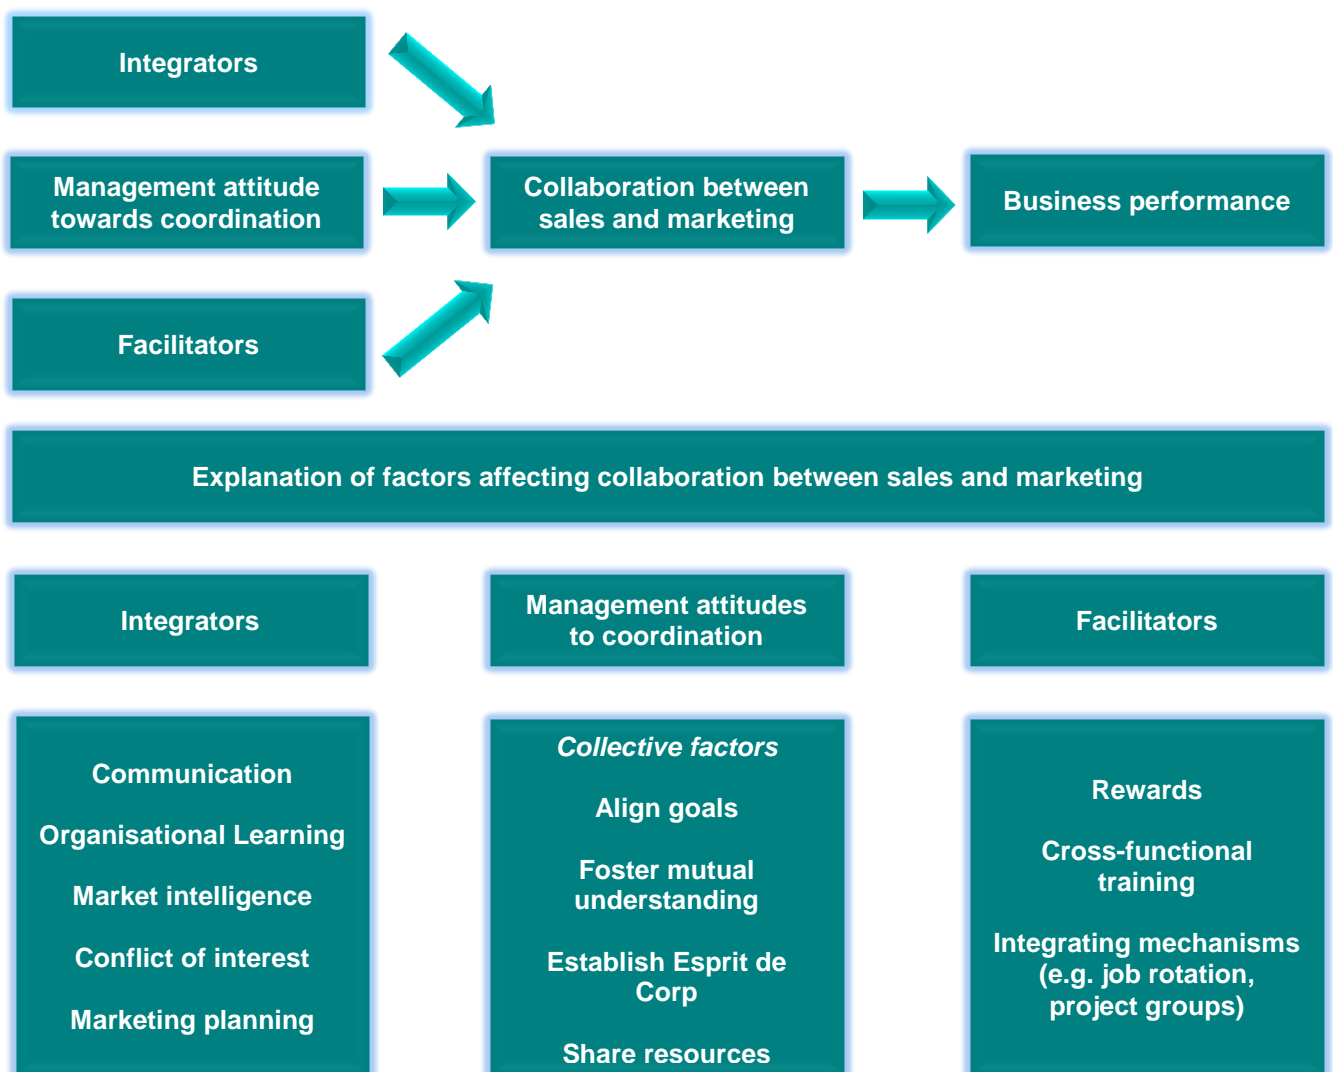 Integrators
Management attitude
towards coordination
Collaboration between
sales and marketing
Business performance
Facilitators
Explanation of factors affecting collaboration between sales and marketing
Integrators
Management attitudes
to coordination
Facilitators
Communication
Organisational Learning
Market intelligence
Conflict of interest
Marketing planning
Collective factors
Align goals
Foster mutual
understanding
Establish Esprit de
Corp
Share resources
Rewards
Cross-functional
training
Integrating mechanisms
(e.g. job rotation,
project groups)